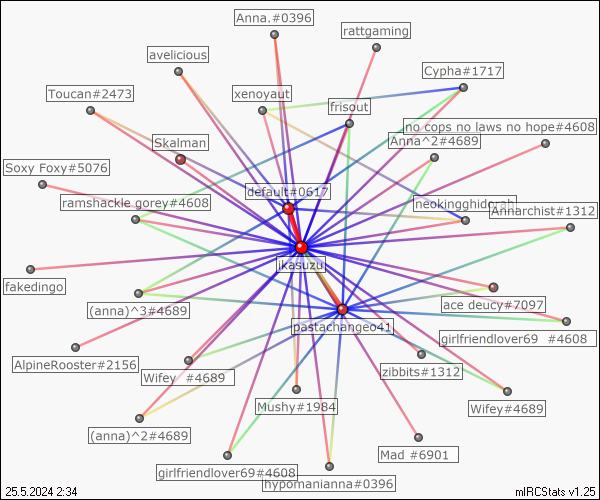 Anna.#0396
rattgaming
avelicious
Cypha#1717
Toucan#2473
xenoyaut
frisout
no cops no laws no hope#4608
Skalman
Anna^2#4689
Soxy Foxy#5076
default#0617
ramshackle gorey#4608
neokingghidorah
Annarchist#1312
ikasuzu
fakedingo
(anna)^3#4689
ace deucy#7097
pastachangeo41
girlfriendlover69 #4608
AlpineRooster#2156
zibbits#1312
Wifey #4689
Mushy#1984
Wifey#4689
(anna)^2#4689
Mad #6901
girlfriendlover69#4608
hypomanianna#0396
25.5.2024 2:34
mIRCStats v1.25